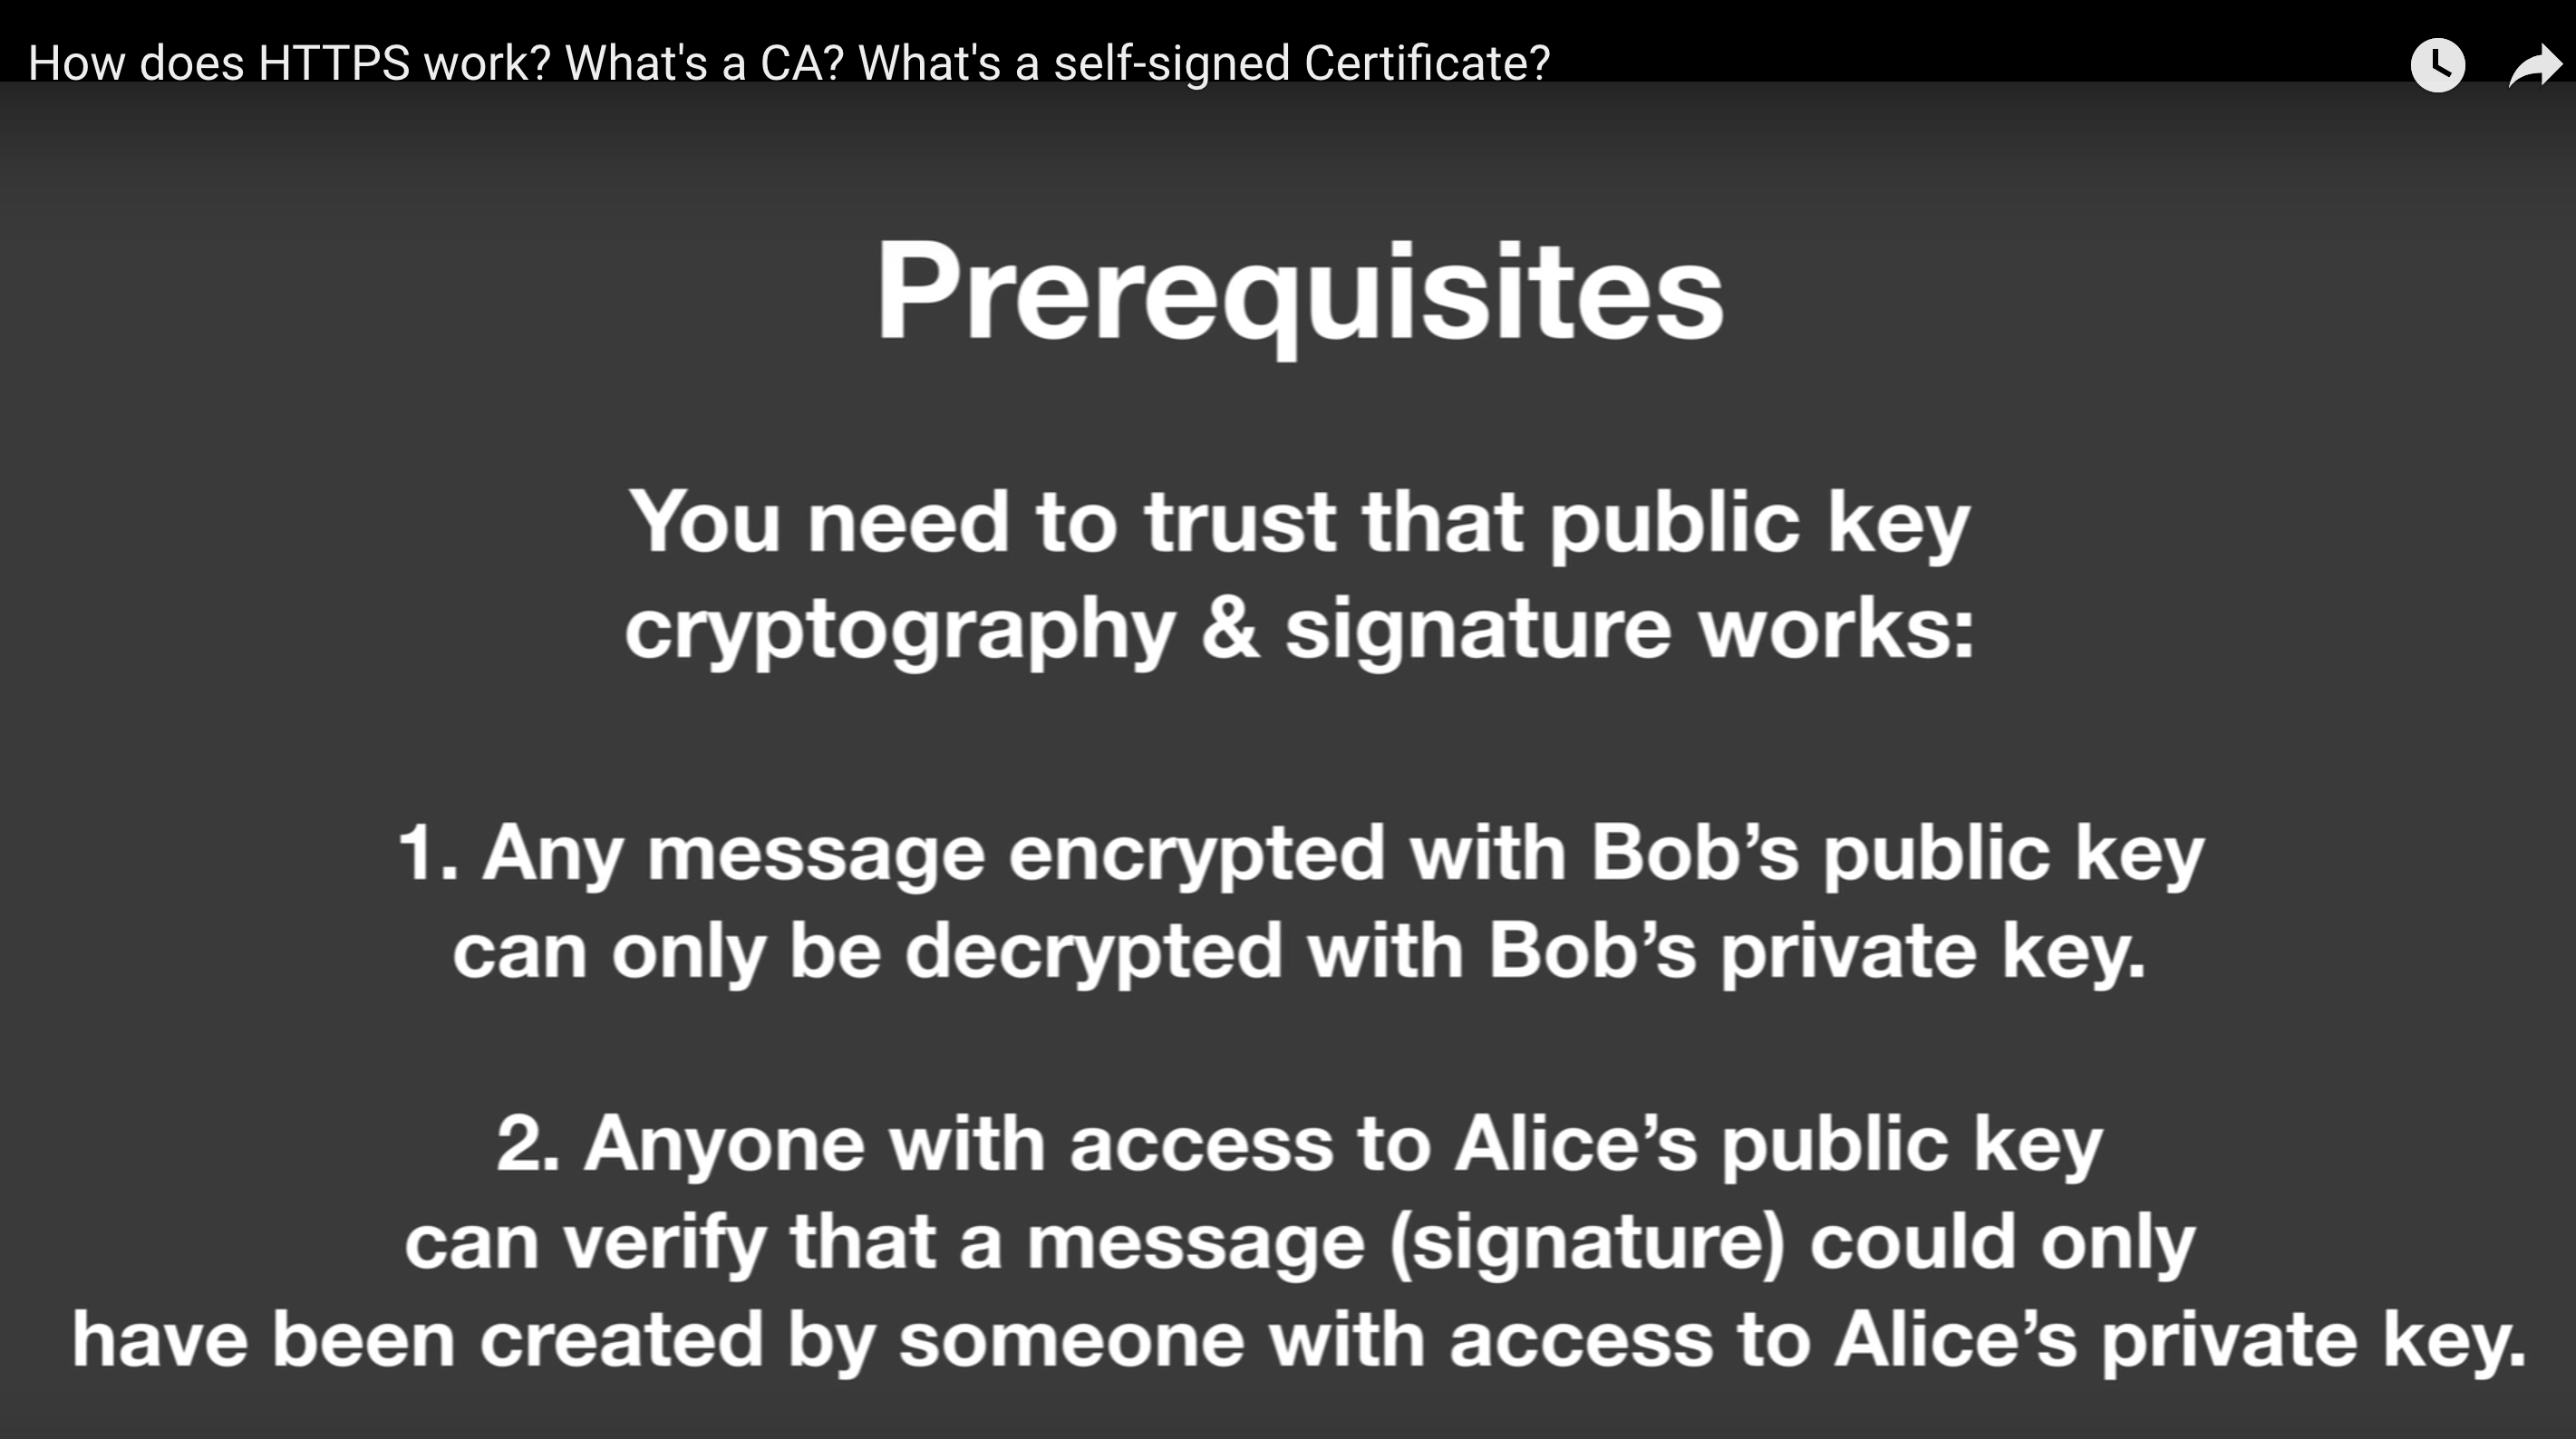 How does HTTPS work? What's a CA? What's a self-signed Certificate?
Prerequisites
You need to trust that public key
cryptography & signature works:
1. Any message encrypted with Bob’s public key
can only be decrypted with Bob’s private key.
2. Anyone with access to Alice’s public key
can verify that a message (signature) could only
have been created by someone with access to Alice’s private key.